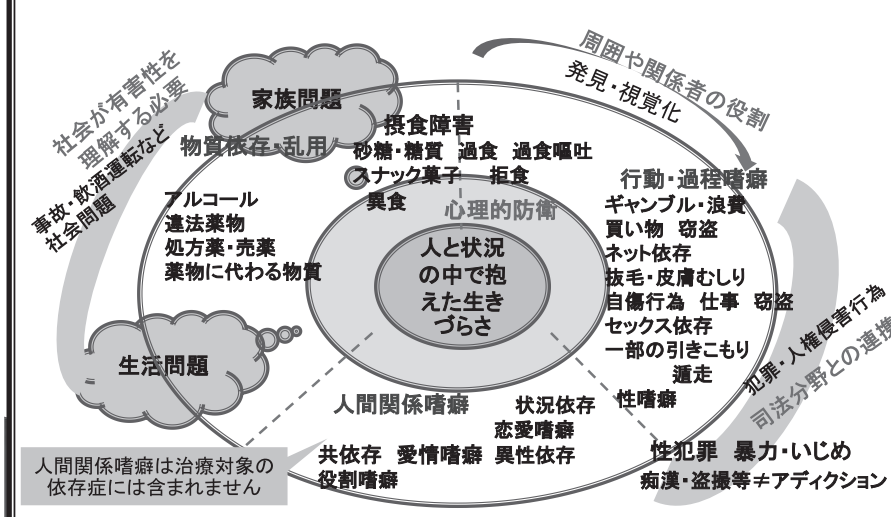 周囲や関係者の役割
発見・視覚化
社会が有害性を
理解する必要
事故・飲酒運転など
社会問題
家族問題
物質依存・乱用
アルコール
違法薬物
処方薬・売薬
薬物に代わる物質
摂食障害
砂糖・糖質 過食 過食嘔吐
スナック菓子 拒食
異食
心理的防衛
人と状況
の中で抱
えた生き
づらさ
行動・過程嗜癖
ギャンブル・浪費
買い物 窃盗
ネット依存
抜毛・皮膚むしり
自傷行為 仕事 窃盗
セックス依存
一部の引きこもり
遁走
性嗜癖
犯罪・人権侵害行為
司法分野との連携
生活問題
人間関係嗜癖 状況依存
恋愛嗜癖
共依存 愛情嗜癖 異性依存
役割嗜癖
人間関係嗜癖は治療対象の
依存症には含まれません
性犯罪 暴力・いじめ
痴漢・盗撮等≠アディクション